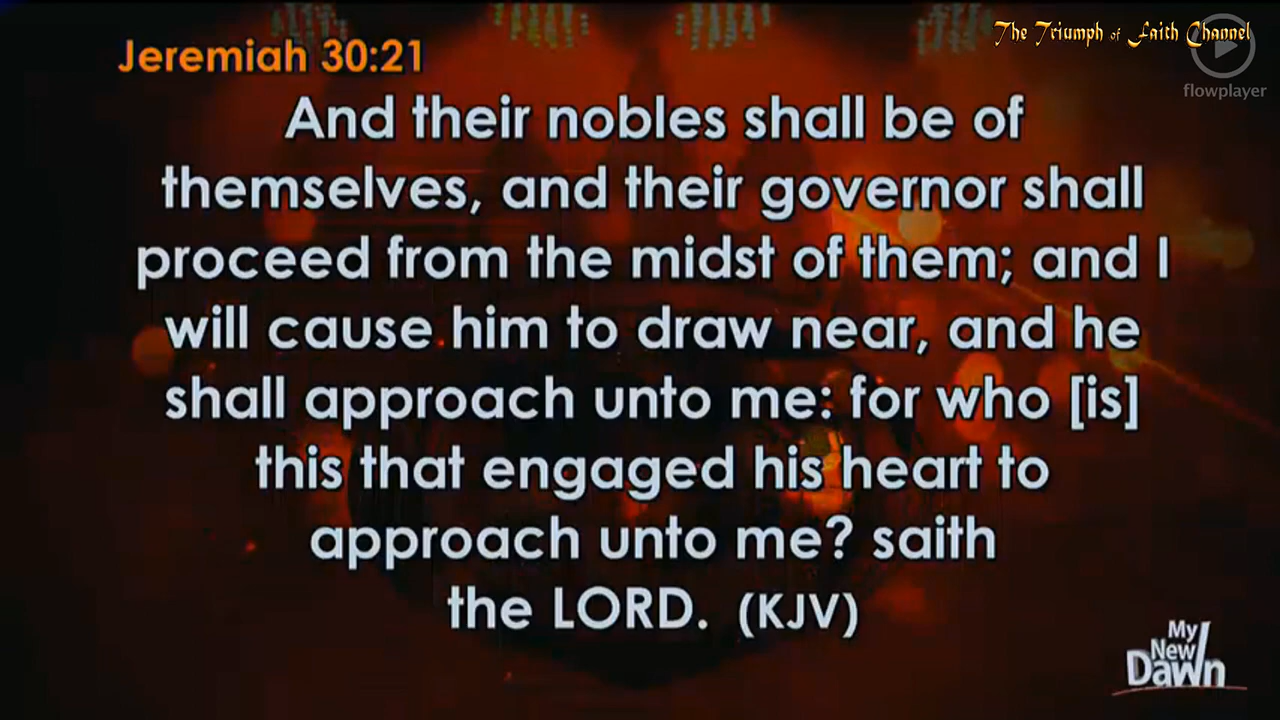 The Triumph of Faith Channel
flowplayer
Jeremiah 30:21
And their nobles shall be of
themselves, and their governor shall
proceed from the midst of them; and I
will cause him to draw near, and he
shall approach unto me: for who [is]
this that engaged his heart to
approach unto me? saith
the LORD. (KJV)
My
New
Dawn